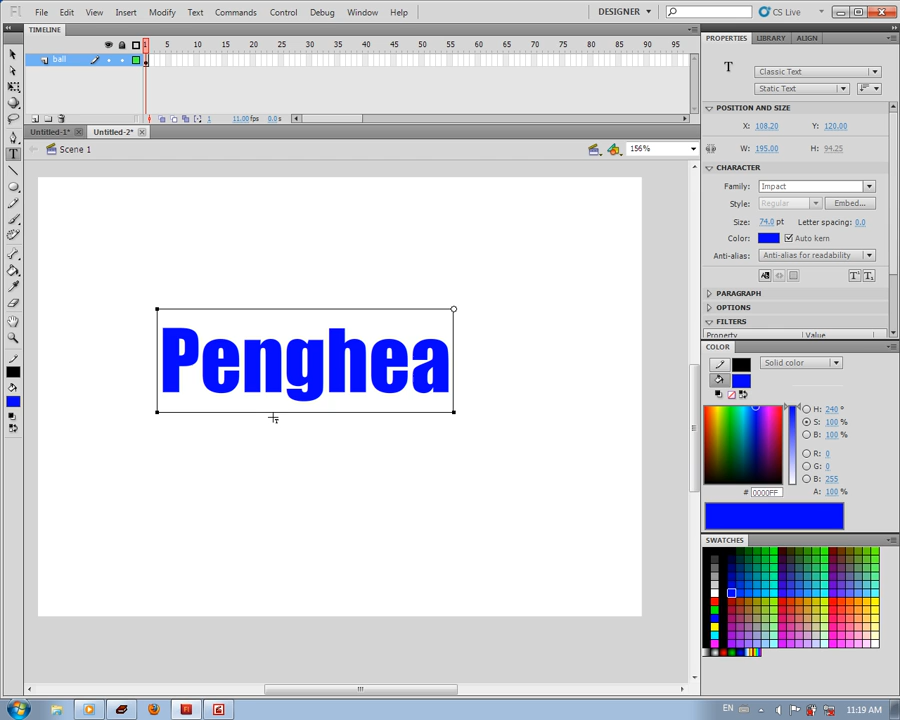 Fl File Edit View Insert Modify Text Commands Control Debug Window Help DESIGNER CS Live
TIMELINE
1 5 10 15 20 25 30 35 40 45 50 55 60 65 70 75 80 85 90 95
ball
1 11.00 fps 0.0 s
Untitled-1* Untitled-2*
Scene 1
156%
Penghea
PROPERTIES LIBRARY ALIGN
T Classic Text
Static Text
POSITION AND SIZE
X: 108.20 Y: 120.00
W: 195.00 H: 94.25
CHARACTER
Family: Impact
Style: Regular Embed...
Size: 74.0 pt Letter spacing: 0.0
Color: Auto kern
Anti-alias: Anti-alias for readability
PARAGRAPH
OPTIONS
FILTERS
Property Value
COLOR
Solid color
H: 240 °
S: 100 %
B: 100 %
R: 0
G: 0
B: 255
# 0000FF A: 100 %
SWATCHES
EN 11:19 AM